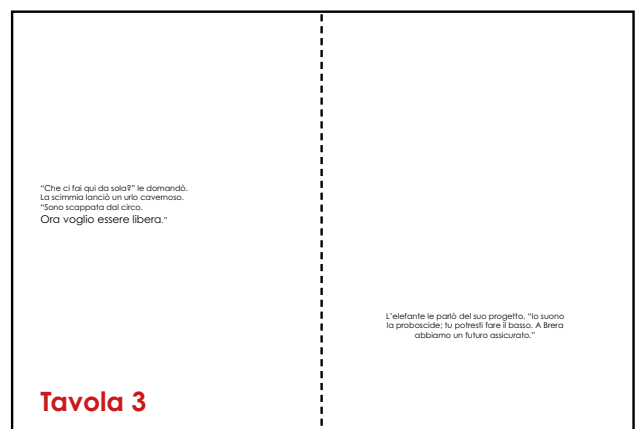 "Che ci fai qui da sola?" le domandò.
La scimmia lanciò un urlo cavernoso.
"Sono scappata dal circo.
Ora voglio essere libera."
L'elefante le parlò del suo progetto. "Io suono
la proboscide; tu potresti fare il basso. A Brera
abbiamo un futuro assicurato."
Tavola 3